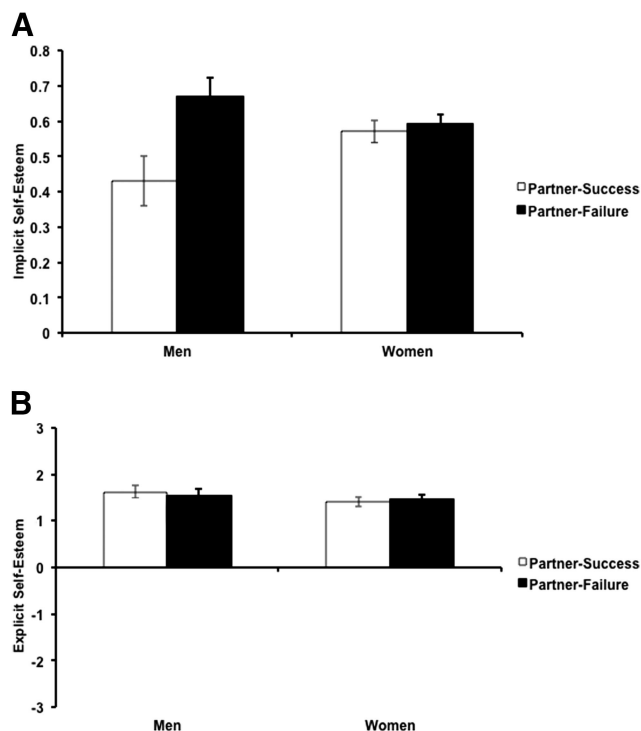 A
0.8
0.7
0.6
0.5
0.4
0.3
0.2
0.1
0
Implicit Self-Esteem
Men
Women
Partner-Success
Partner-Failure
B
3
2
1
0
-1
-2
-3
Explicit Self-Esteem
Men
Women
Partner-Success
Partner-Failure